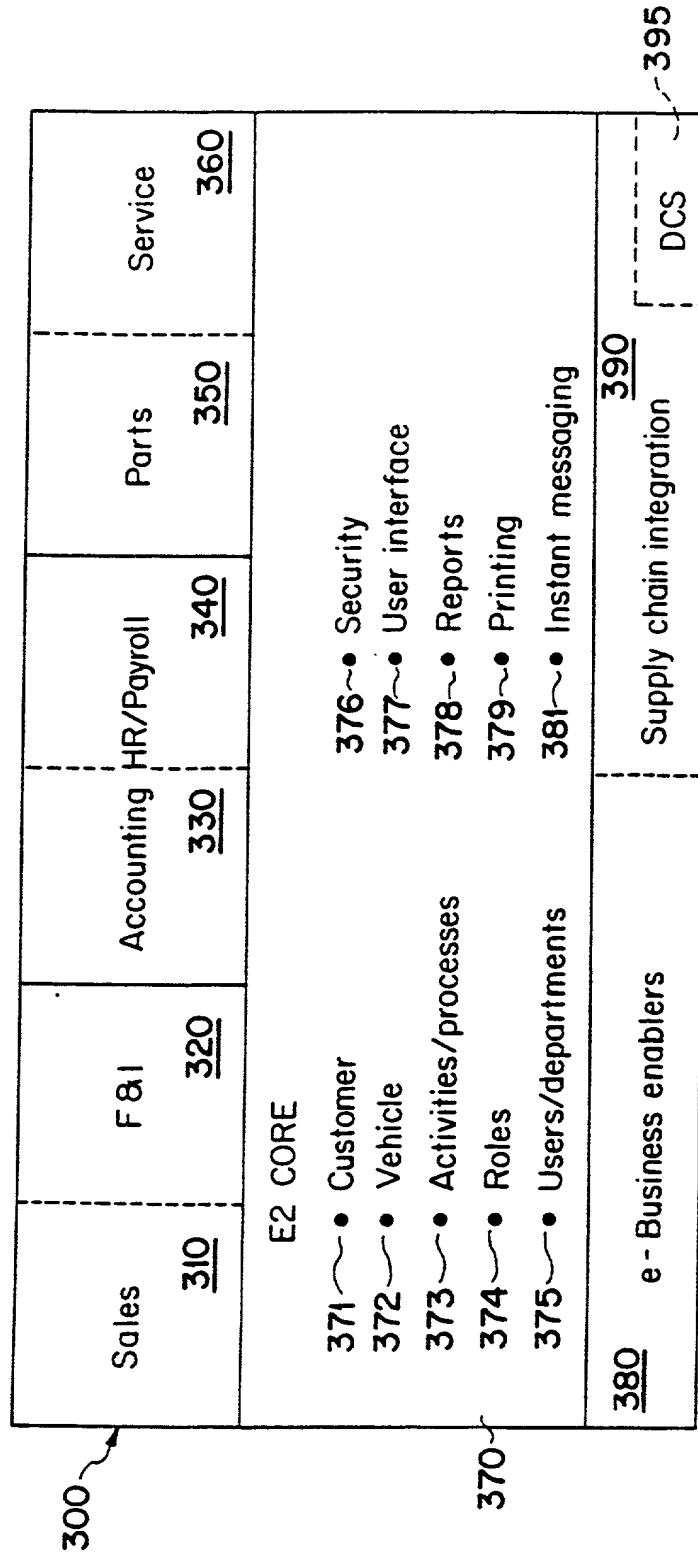 300
Sales
310
F&I
320
Accounting
330
HR/Payroll
340
Parts
350
Service
360
370
E2 CORE
371 • Customer
372 • Vehicle
373 • Activities/processes
374 • Roles
375 • Users/departments
376 • Security
377 • User interface
378 • Reports
379 • Printing
381 • Instant messaging
380
e-Business enablers
390
Supply chain integration
DCS
395